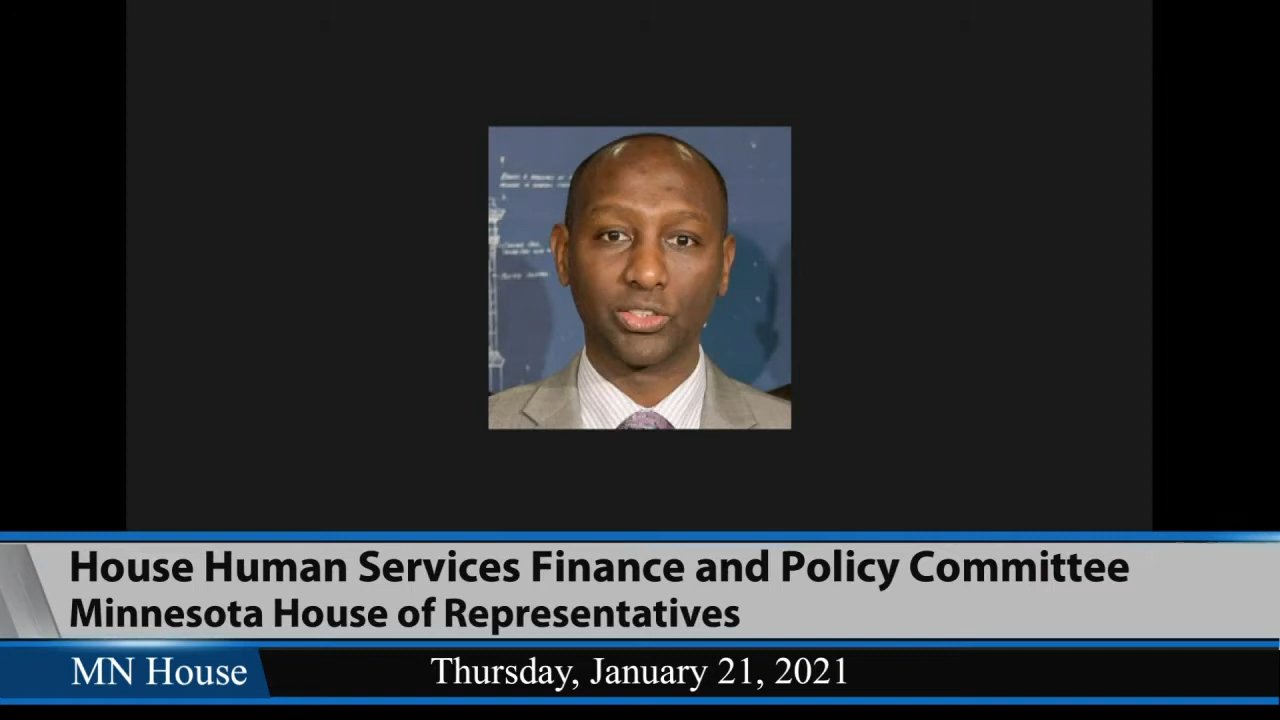 House Human Services Finance and Policy Committee
Minnesota House of Representatives
MN House
Thursday, January 21, 2021